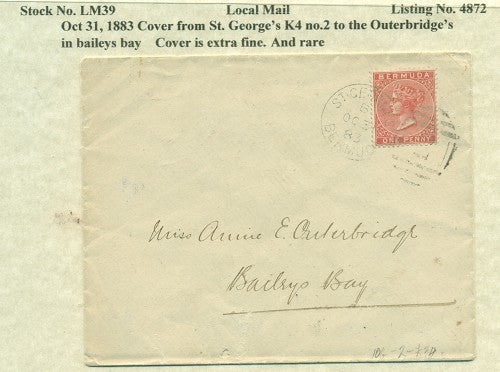 Stock No. LM39 Local Mail Listing No. 4872
Oct 31, 1883 Cover from St. George's K4 no.2 to the Outerbridge's
in baileys bay Cover is extra fine. And rare
BERMUDA
ONE PENNY
Miss Annie E. Outerbridge
Baileys Bay